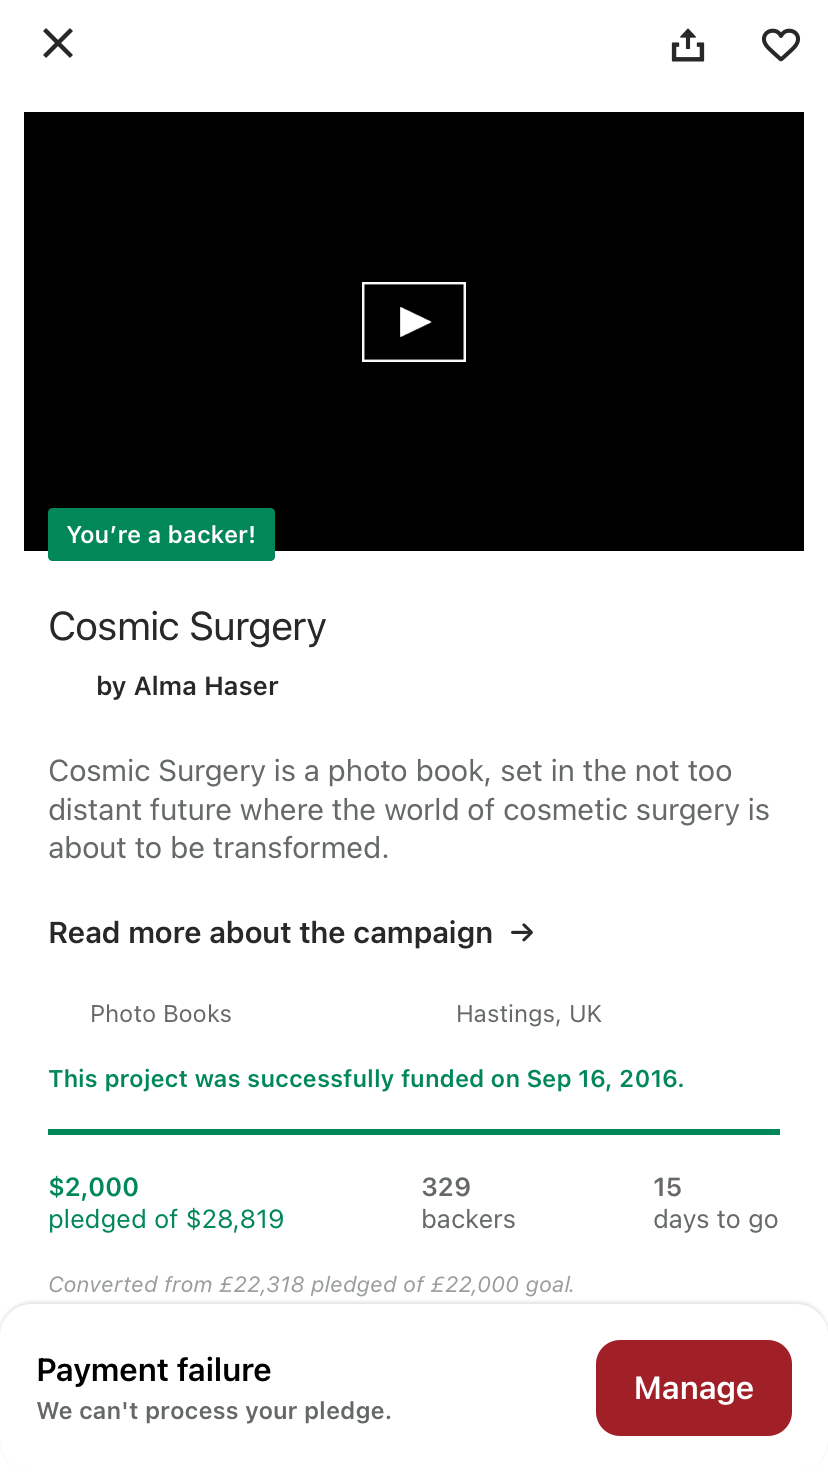 You’re a backer!
Cosmic Surgery
by Alma Haser
Cosmic Surgery is a photo book, set in the not too
distant future where the world of cosmetic surgery is
about to be transformed.
Read more about the campaign →
Photo Books
Hastings, UK
This project was successfully funded on Sep 16, 2016.
$2,000
pledged of $28,819
329
backers
15
days to go
Converted from £22,318 pledged of £22,000 goal.
Payment failure
We can't process your pledge.
Manage